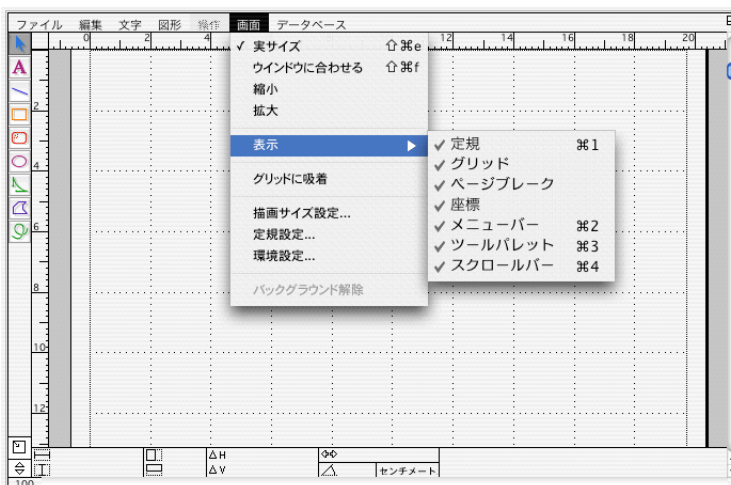 ファイル 編集 文字 図形 操作 画面 データベース
0 2 4 12 14 16 18 20
A
✓ 実サイズ ⇧⌘e
ウインドウに合わせる ⇧⌘f
縮小
拡大
表示 ▶
✓ 定規 ⌘1
✓ グリッド
✓ ページブレーク
✓ 座標
✓ メニューバー ⌘2
✓ ツールパレット ⌘3
✓ スクロールバー ⌘4
グリッドに吸着
描画サイズ設定...
定規設定...
環境設定...
バックグラウンド解除
2
4
6
8
10
12
ΔH
ΔV
センチメート
100